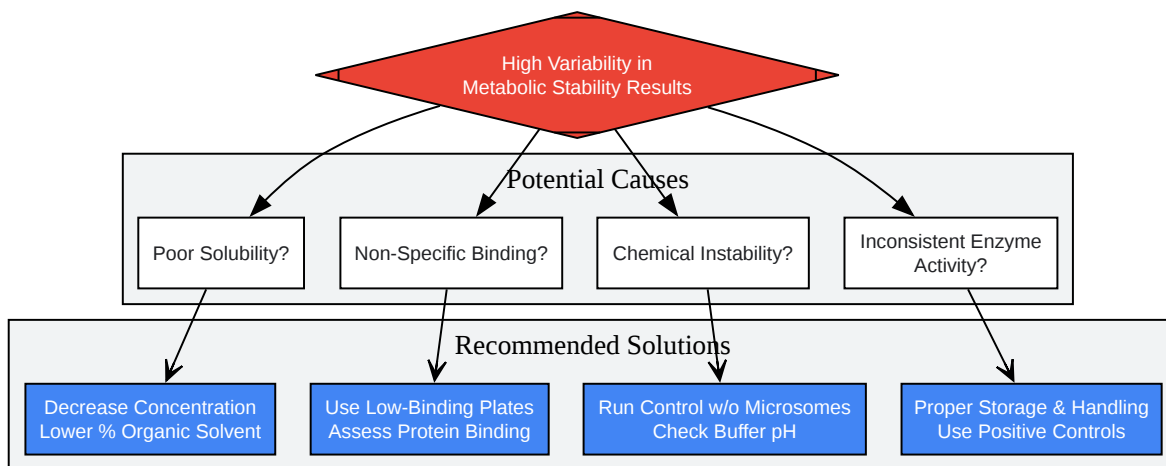 High Variability in
Metabolic Stability Results
Potential Causes
Poor Solubility?
Non-Specific Binding?
Chemical Instability?
Inconsistent Enzyme
Activity?
Recommended Solutions
Decrease Concentration
Lower % Organic Solvent
Use Low-Binding Plates
Assess Protein Binding
Run Control w/o Microsomes
Check Buffer pH
Proper Storage & Handling
Use Positive Controls